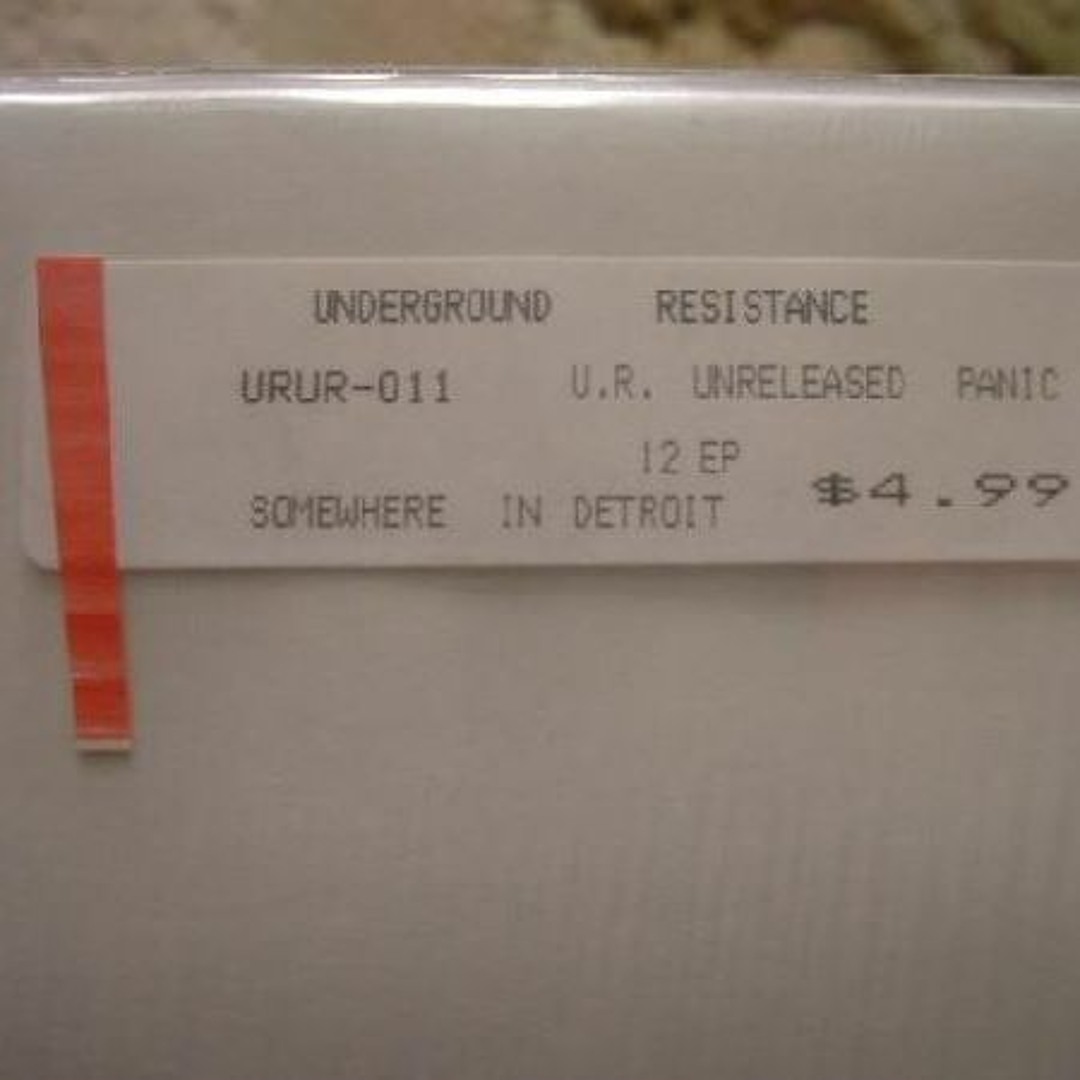 UNDERGROUND RESISTANCE
URUR-011 U.R. UNRELEASED PANIC
12 EP
SOMEWHERE IN DETROIT $4.99